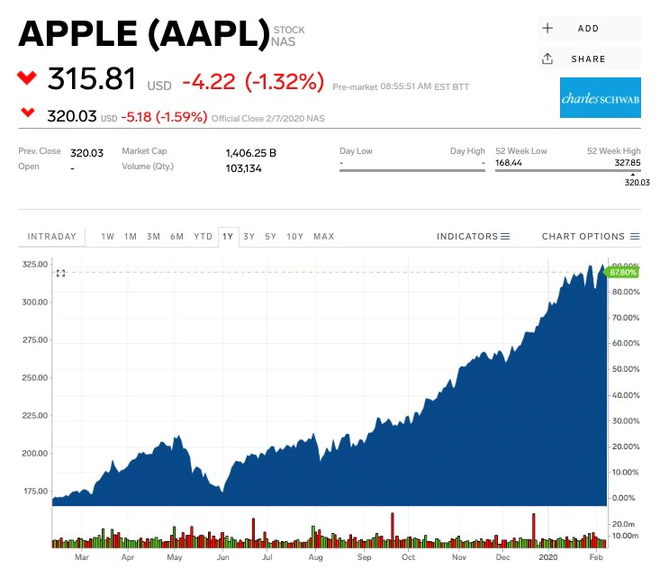 APPLE (AAPL) STOCK NAS
ADD
SHARE
315.81 USD -4.22 (-1.32%) Pre-market 08:55:51 AM EST BTT
320.03 USD -5.18 (-1.59%) Official Close 2/7/2020 NAS
charles SCHWAB
Prev. Close 320.03 Market Cap 1,406.25 B Day Low Day High 52 Week Low 52 Week High
Open - Volume (Qty.) 103,134 - - 168.44 327.85
320.03
INTRADAY 1W 1M 3M 6M YTD 1Y 3Y 5Y 10Y MAX INDICATORS CHART OPTIONS
325.00
87.80%
300.00 80.00%
70.00%
275.00 60.00%
50.00%
250.00 40.00%
225.00 30.00%
20.00%
200.00 10.00%
175.00 0.00%
20.0m
10.00m
Mar Apr May Jun Jul Aug Sep Oct Nov Dec 2020 Feb